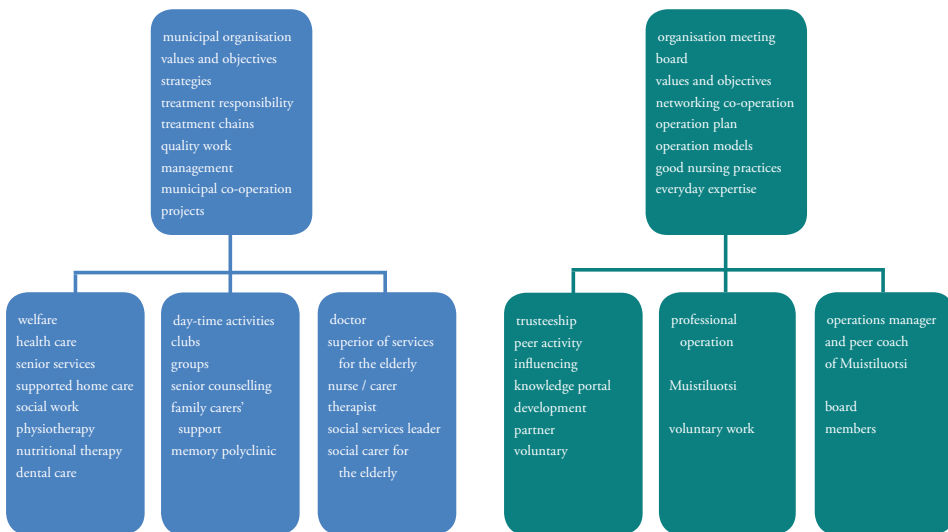 municipal organisation
values and objectives
strategies
treatment responsibility
treatment chains
quality work
management
municipal co-operation
projects
organisation meeting
board
values and objectives
networking co-operation
operation plan
operation models
good nursing practices
everyday expertise
welfare
health care
senior services
supported home care
social work
physiotherapy
nutritional therapy
dental care
day-time activities
clubs
groups
senior counselling
family carers’
support
memory polyclinic
doctor
superior of services
for the elderly
nurse / carer
therapist
social services leader
social carer for
the elderly
trusteeship
peer activity
influencing
knowledge portal
development
partner
voluntary
professional
operation
Muistiluotsi
voluntary work
operations manager
and peer coach
of Muistiluotsi
board
members